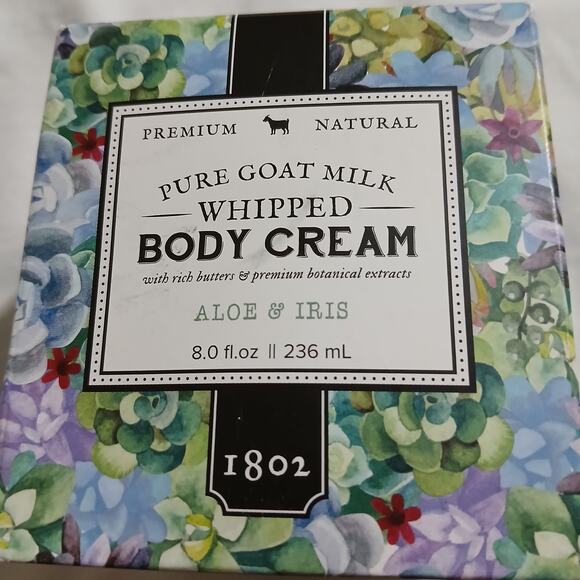 PREMIUM NATURAL
PURE GOAT MILK
WHIPPED
BODY CREAM
with rich butters & premium botanical extracts
ALOE & IRIS
8.0 fl.oz || 236 mL
1802